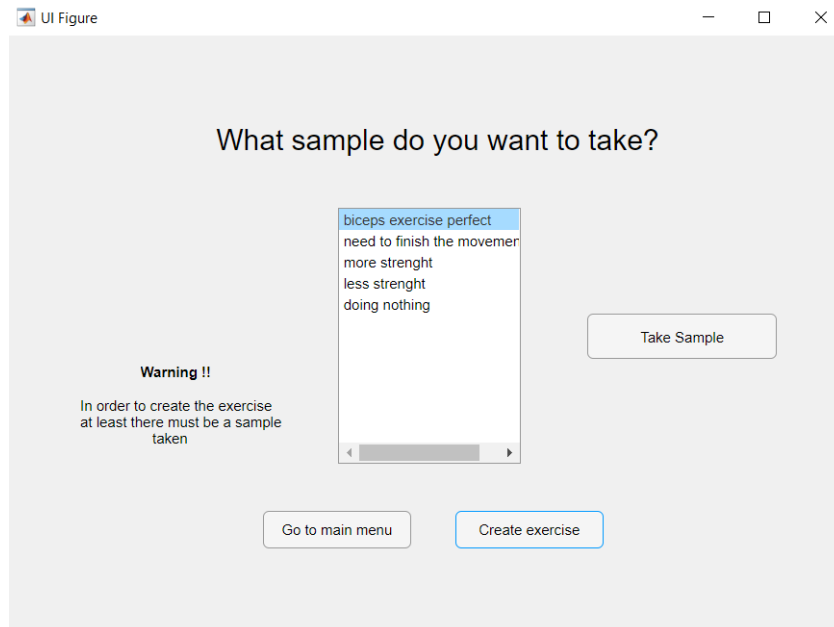 UI Figure
What sample do you want to take?
biceps exercise perfect
need to finish the movemen
more strenght
less strenght
doing nothing
Take Sample
Warning !!
In order to create the exercise
at least there must be a sample
taken
Go to main menu
Create exercise